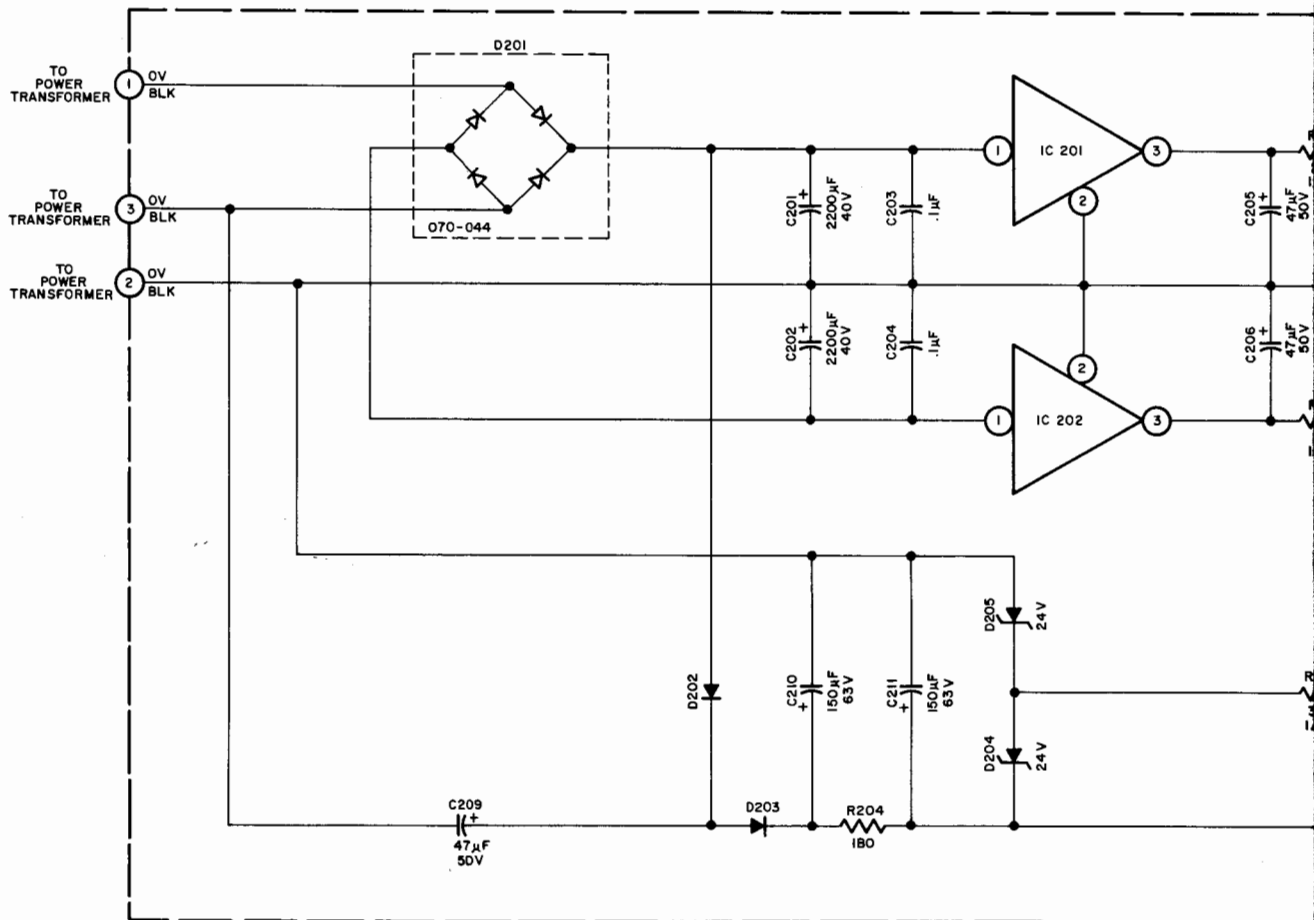 D201
TO
POWER
TRANSFORMER
1
0V
BLK
TO
POWER
TRANSFORMER
3
0V
BLK
070-044
TO
POWER
TRANSFORMER
2
0V
BLK
C201
+
2200µF
40V
C203
.1µF
1
IC 201
3
2
C205
+
47µF
50V
R
C202
+
2200µF
40V
C204
.1µF
1
IC 202
3
2
C206
+
47µF
50V
R
D202
C210
+
150µF
63V
C211
+
150µF
63V
D205
24V
D204
24V
R
C209
+
47µF
50V
D203
R204
180